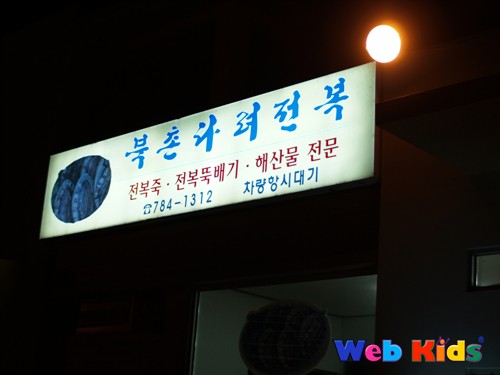 북촌다려전복
전복죽·전복뚝배기·해산물 전문
☎784-1312 차량항시대기
Web Kids